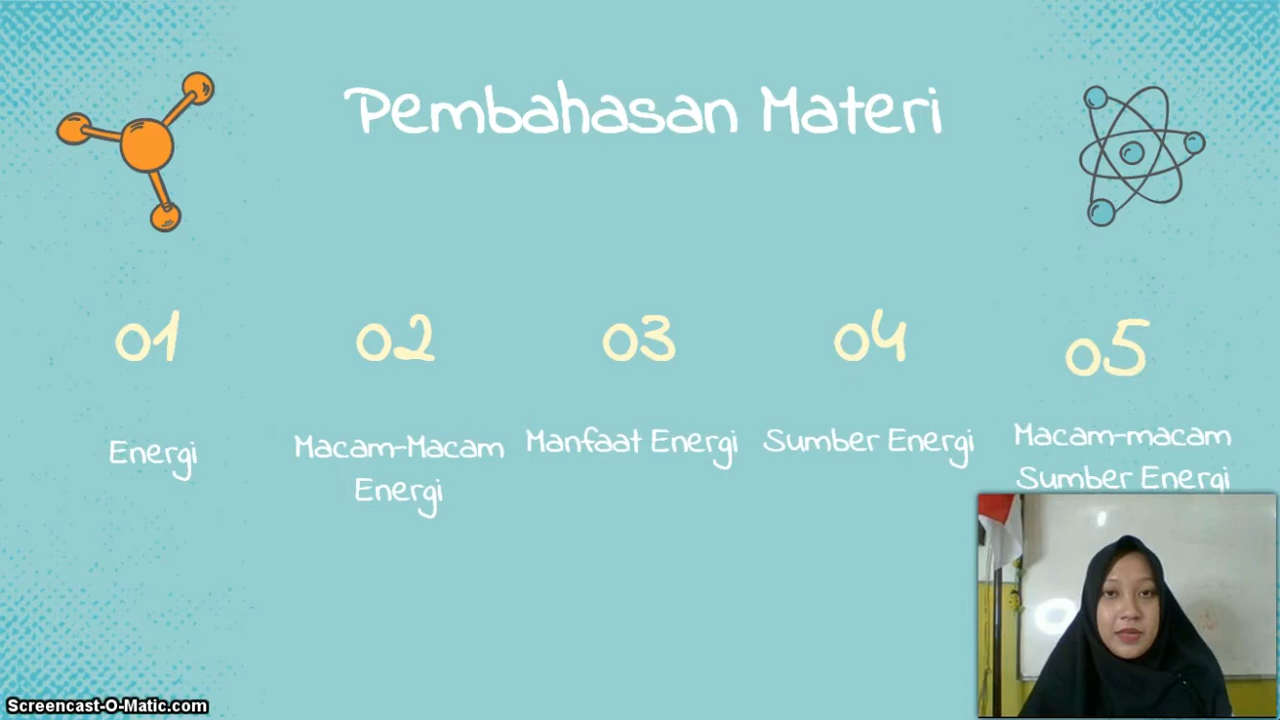 Pembahasan Materi
01
02
03
04
05
Energi
Macam-Macam
Energi
Manfaat Energi
Sumber Energi
Macam-macam
Sumber Energi
Screencast-O-Matic.com